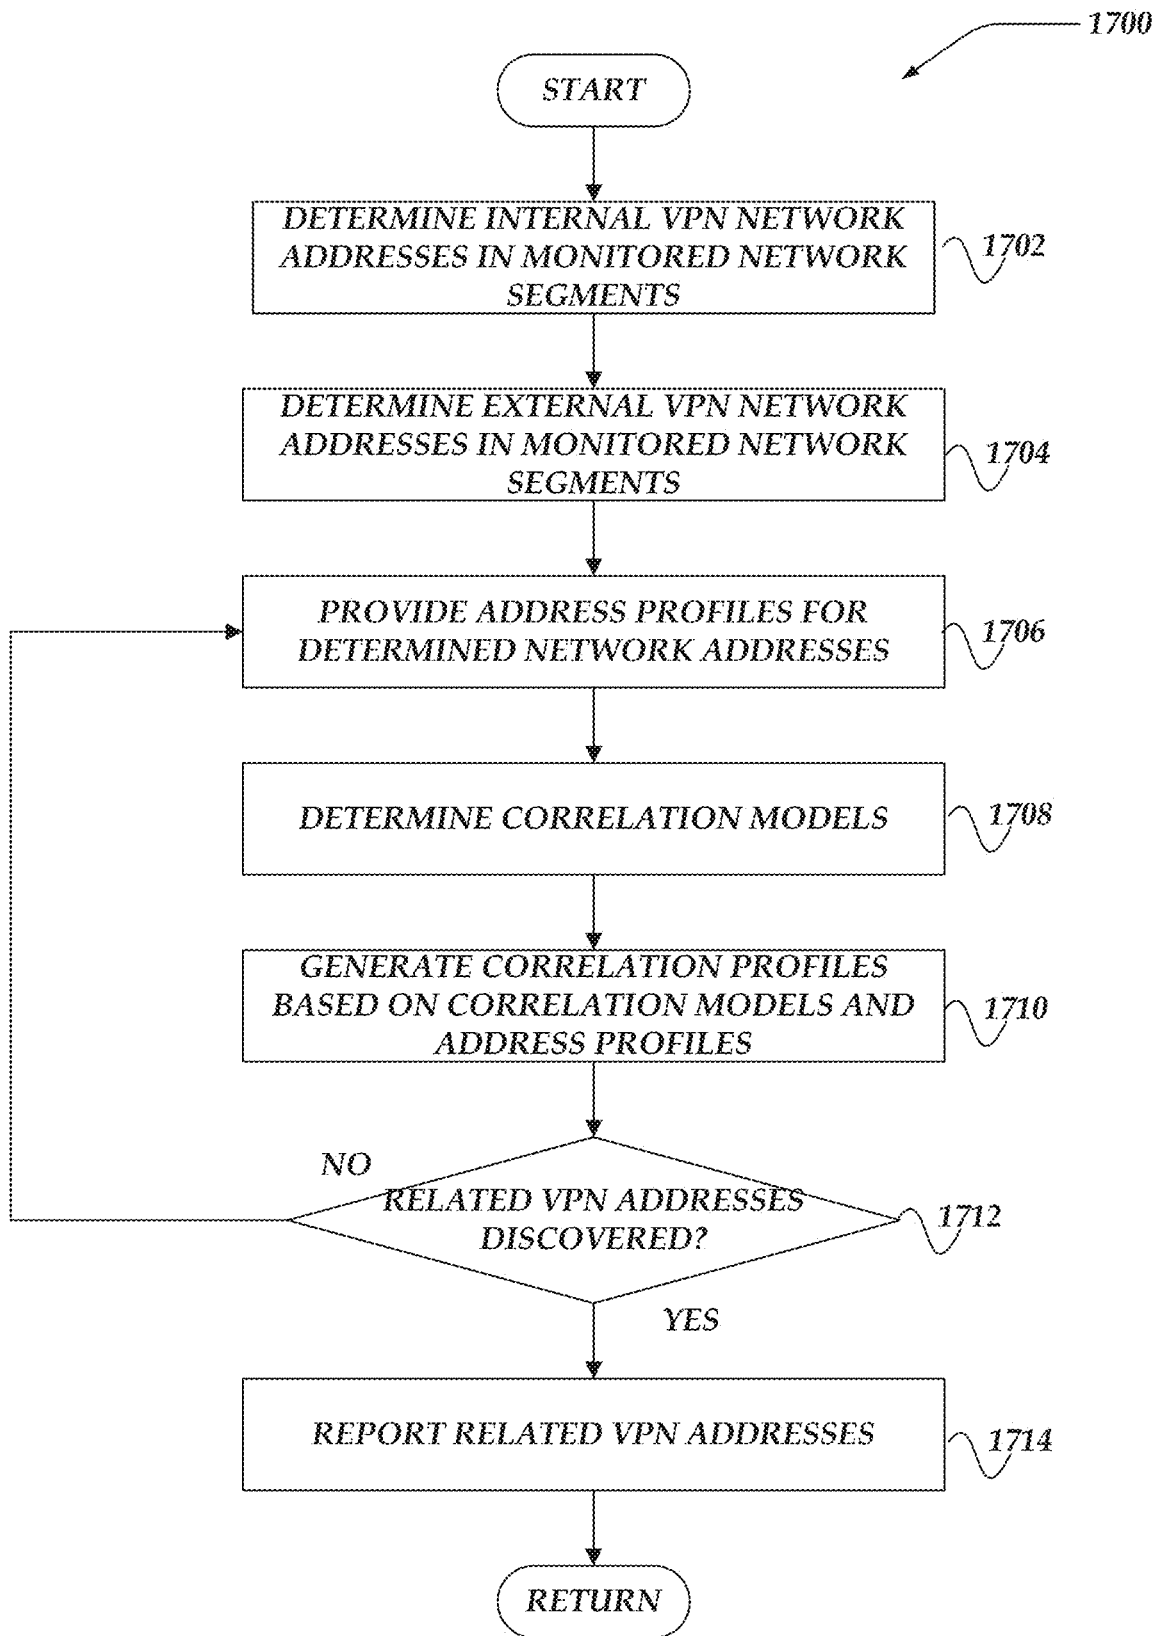 1700
START
DETERMINE INTERNAL VPN NETWORK
ADDRESSES IN MONITORED NETWORK
SEGMENTS
1702
DETERMINE EXTERNAL VPN NETWORK
ADDRESSES IN MONITORED NETWORK
SEGMENTS
1704
PROVIDE ADDRESS PROFILES FOR
DETERMINED NETWORK ADDRESSES
1706
DETERMINE CORRELATION MODELS
1708
GENERATE CORRELATION PROFILES
BASED ON CORRELATION MODELS AND
ADDRESS PROFILES
1710
NO
RELATED VPN ADDRESSES
DISCOVERED?
1712
YES
REPORT RELATED VPN ADDRESSES
1714
RETURN